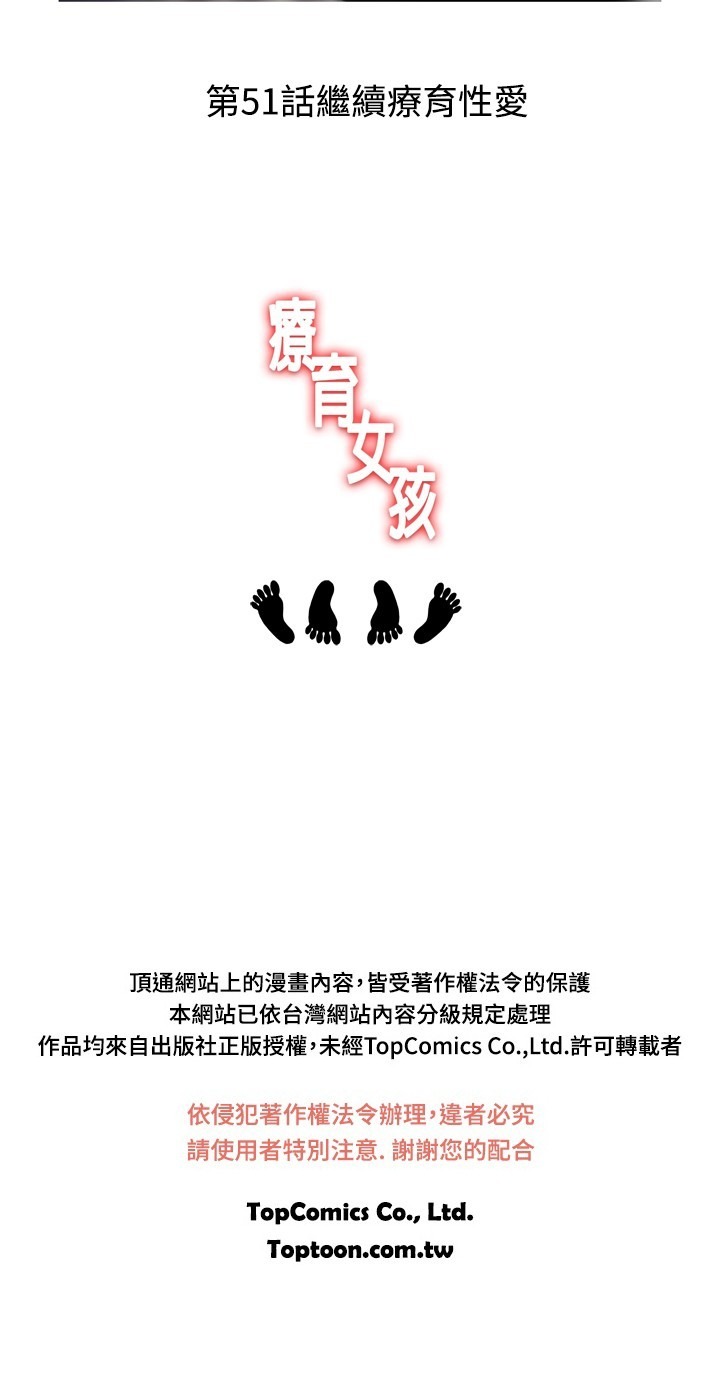 第51話繼續療育性愛
療育女孩
頂通網站上的漫畫內容，皆受著作權法令的保護
本網站已依台灣網站內容分級規定處理
作品均來自出版社正版授權，未經TopComics Co.,Ltd.許可轉載者
依侵犯著作權法令辦理，違者必究
請使用者特別注意. 謝謝您的配合
TopComics Co., Ltd.
Toptoon.com.tw